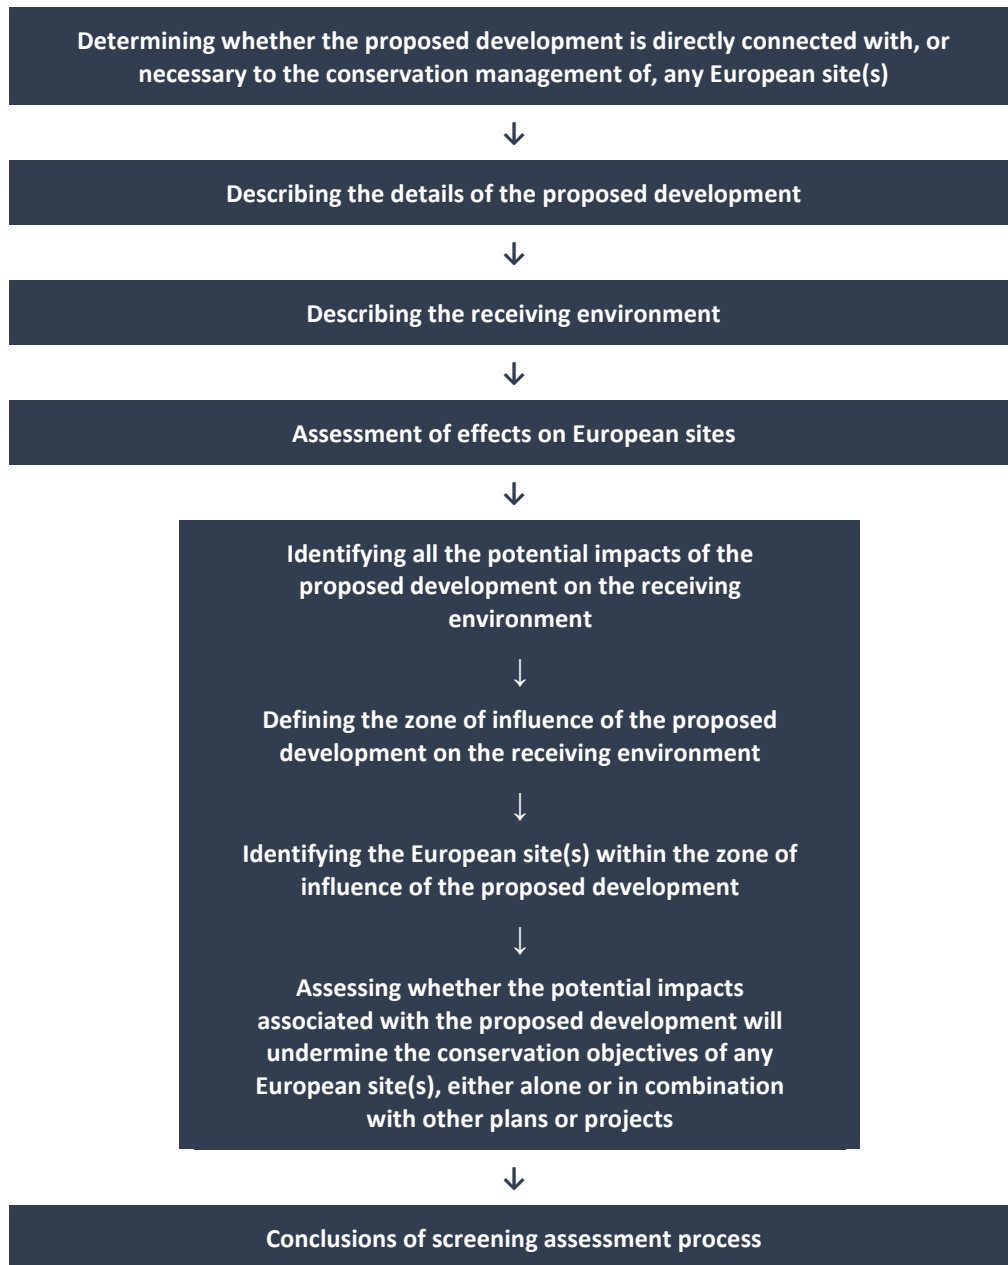 Determining whether the proposed development is directly connected with, or
necessary to the conservation management of, any European site(s)
↓
Describing the details of the proposed development
↓
Describing the receiving environment
↓
Assessment of effects on European sites
↓
Identifying all the potential impacts of the
proposed development on the receiving
environment
↓
Defining the zone of influence of the proposed
development on the receiving environment
↓
Identifying the European site(s) within the zone of
influence of the proposed development
↓
Assessing whether the potential impacts
associated with the proposed development will
undermine the conservation objectives of any
European site(s), either alone or in combination
with other plans or projects
↓
Conclusions of screening assessment process